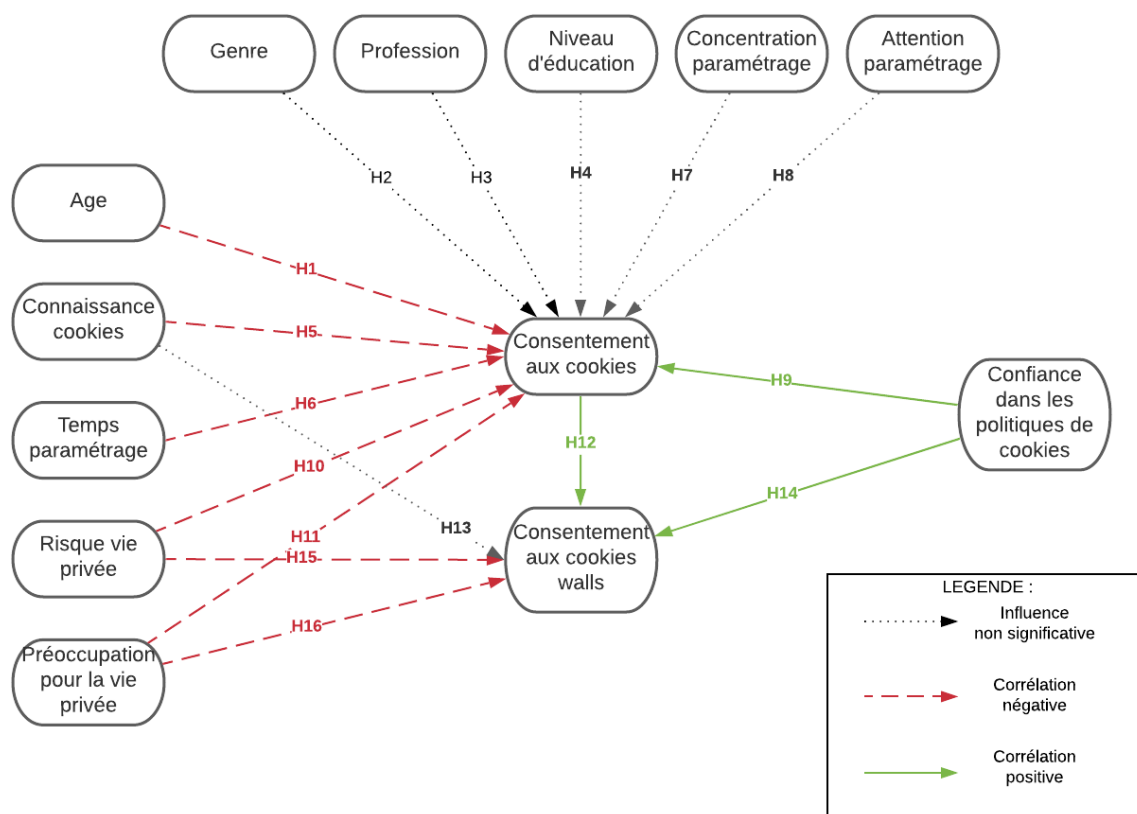 Genre
Profession
Niveau
d'éducation
Concentration
paramétrage
Attention
paramétrage
H2
H3
H4
H7
H8
Age
H1
Connaissance
cookies
H5
Consentement
aux cookies
H9
Confiance
dans les
politiques de
cookies
Temps
paramétrage
H6
H10
H12
H14
Risque vie
privée
H11
H13
H15
Consentement
aux cookies
walls
Préoccupation
pour la vie
privée
H16
LEGENDE :
Influence
non significative
Corrélation
négative
Corrélation
positive